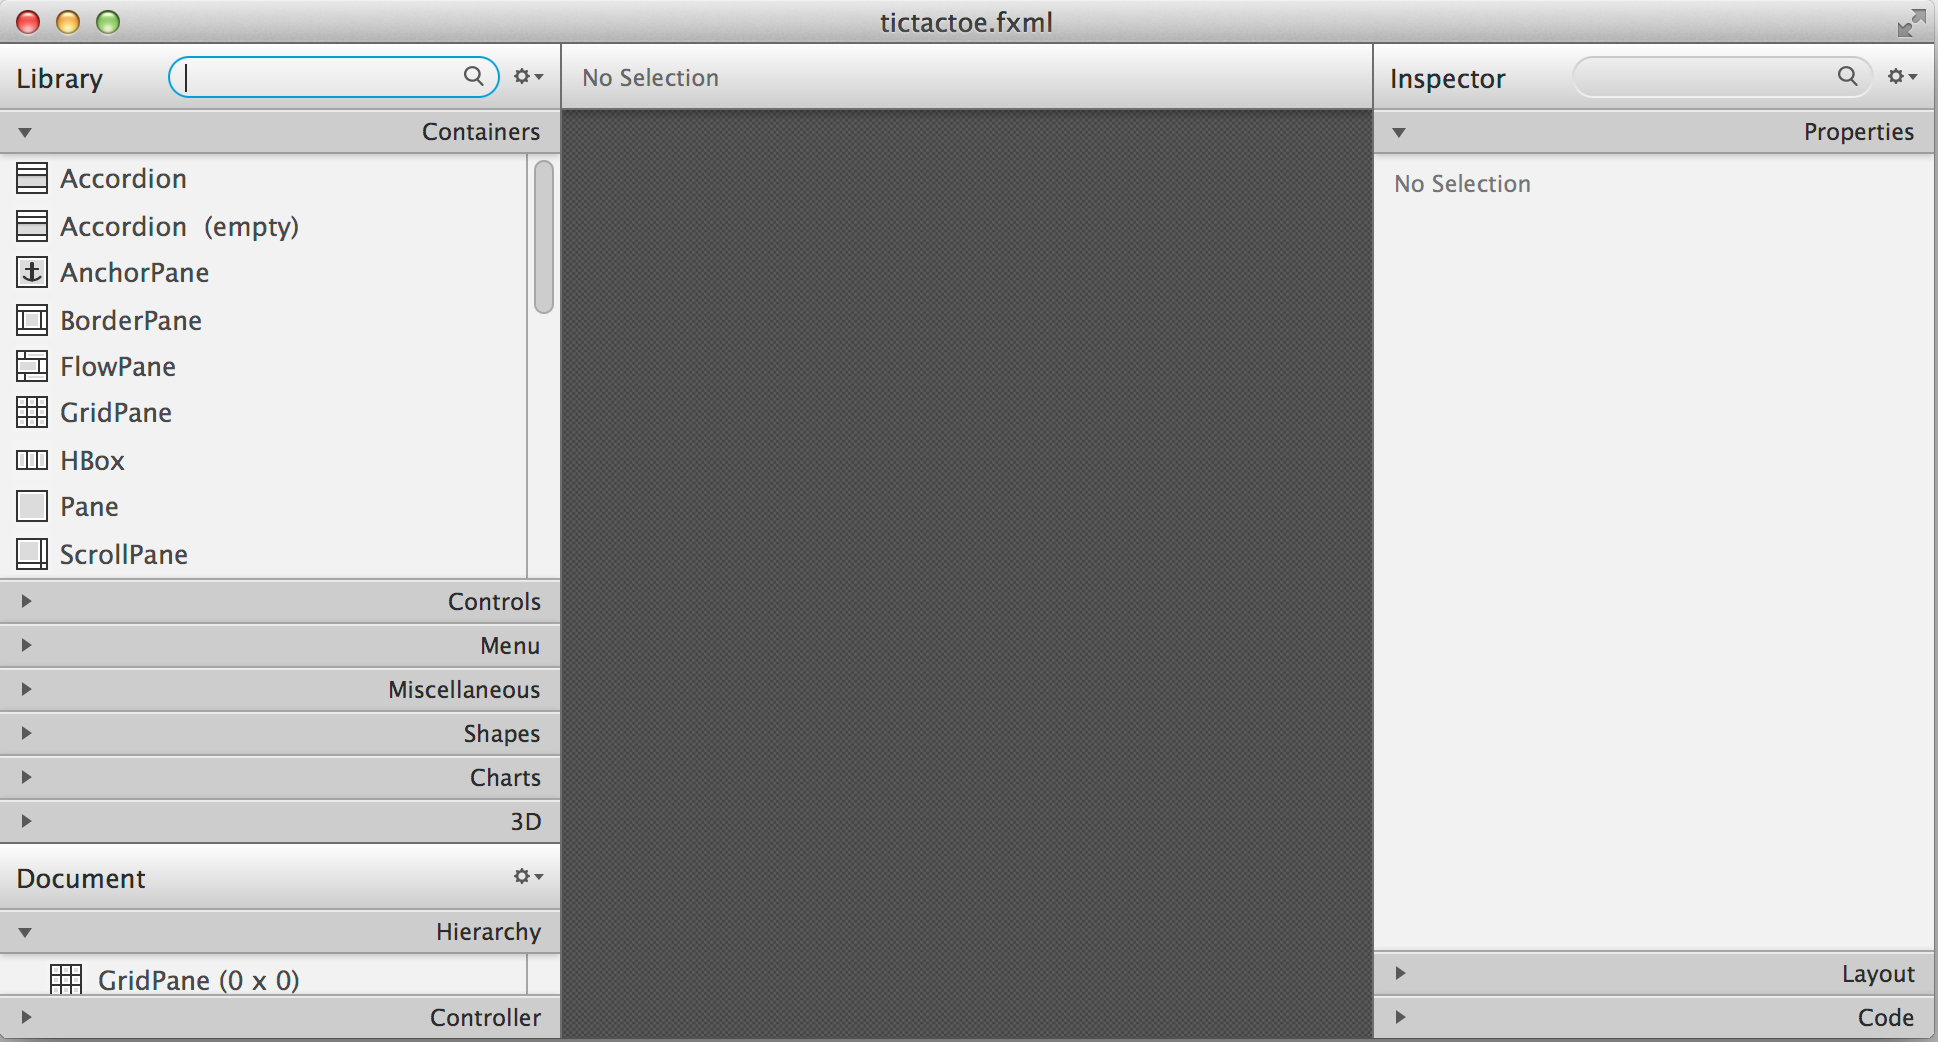 tictactoe.fxml
Library
No Selection
Inspector
Containers
Properties
Accordion
Accordion (empty)
AnchorPane
BorderPane
FlowPane
GridPane
HBox
Pane
ScrollPane
Controls
Menu
Miscellaneous
Shapes
Charts
3D
Document
Hierarchy
GridPane (0 x 0)
Controller
No Selection
Layout
Code